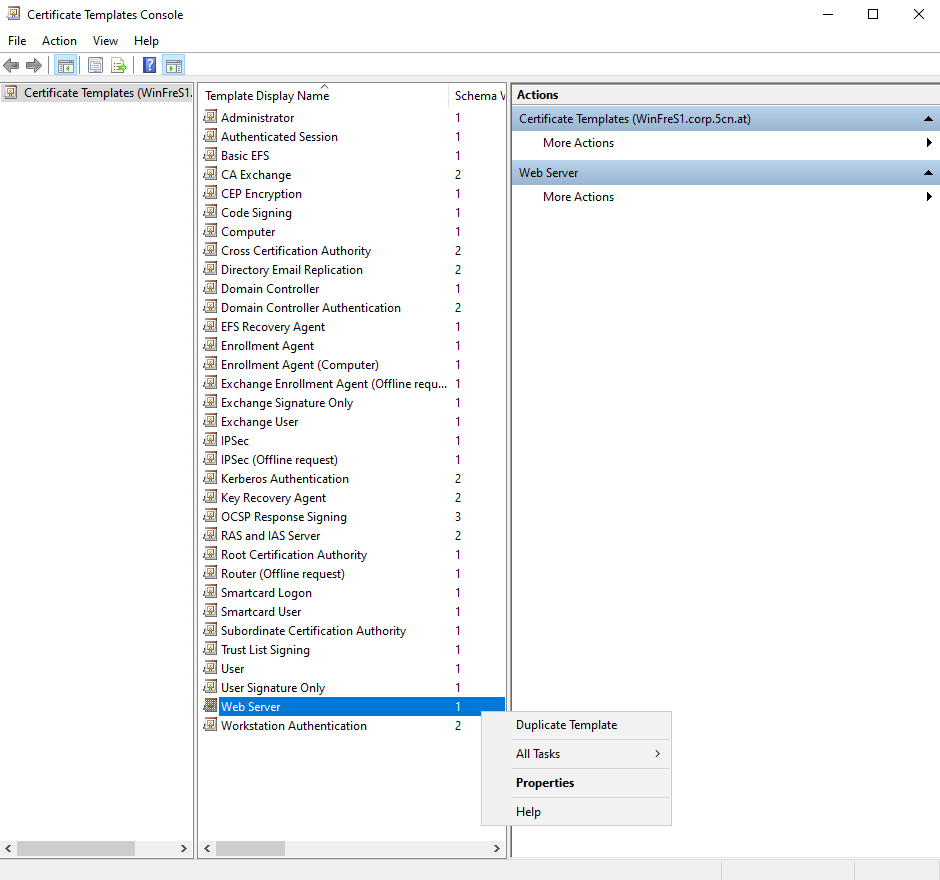 Certificate Templates Console
File Action View Help
Certificate Templates (WinFreS1.
Template Display Name Schema V
Administrator 1
Authenticated Session 1
Basic EFS 1
CA Exchange 2
CEP Encryption 1
Code Signing 1
Computer 1
Cross Certification Authority 2
Directory Email Replication 2
Domain Controller 1
Domain Controller Authentication 2
EFS Recovery Agent 1
Enrollment Agent 1
Enrollment Agent (Computer) 1
Exchange Enrollment Agent (Offline requ... 1
Exchange Signature Only 1
Exchange User 1
IPSec 1
IPSec (Offline request) 1
Kerberos Authentication 2
Key Recovery Agent 2
OCSP Response Signing 3
RAS and IAS Server 2
Root Certification Authority 1
Router (Offline request) 1
Smartcard Logon 1
Smartcard User 1
Subordinate Certification Authority 1
Trust List Signing 1
User 1
User Signature Only 1
Web Server 1
Workstation Authentication 2
Duplicate Template
All Tasks
Properties
Help
Actions
Certificate Templates (WinFreS1.corp.5cn.at)
More Actions
Web Server
More Actions